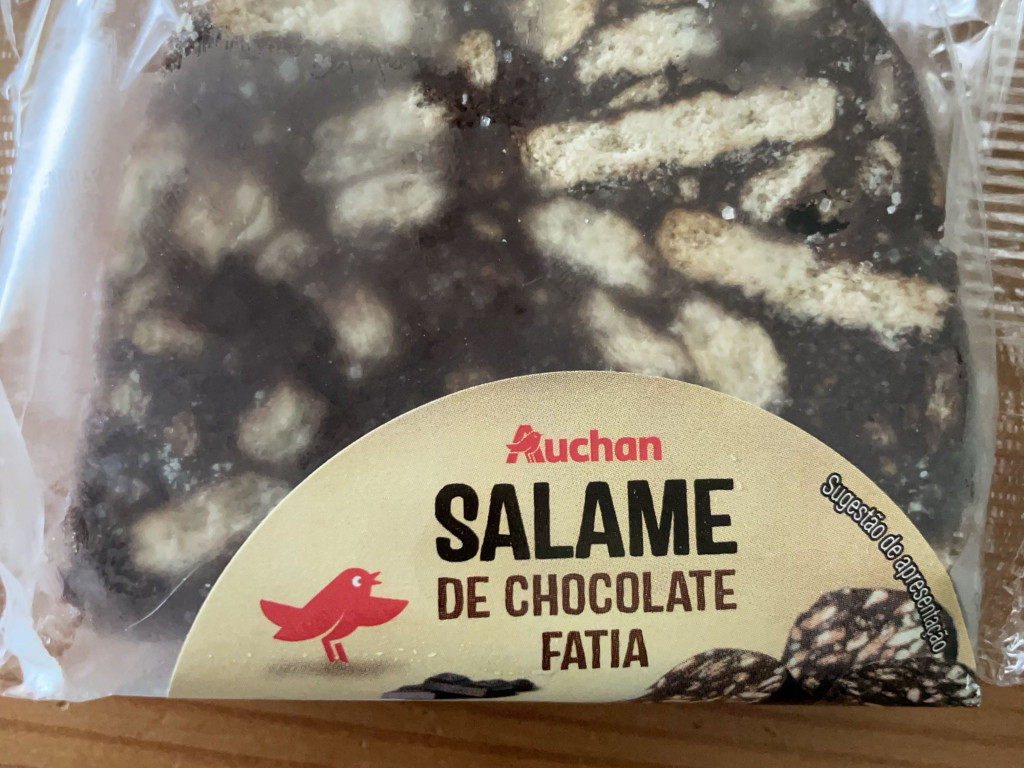 Auchan
SALAME
DE CHOCOLATE
FATIA
Sugestão de apresentação